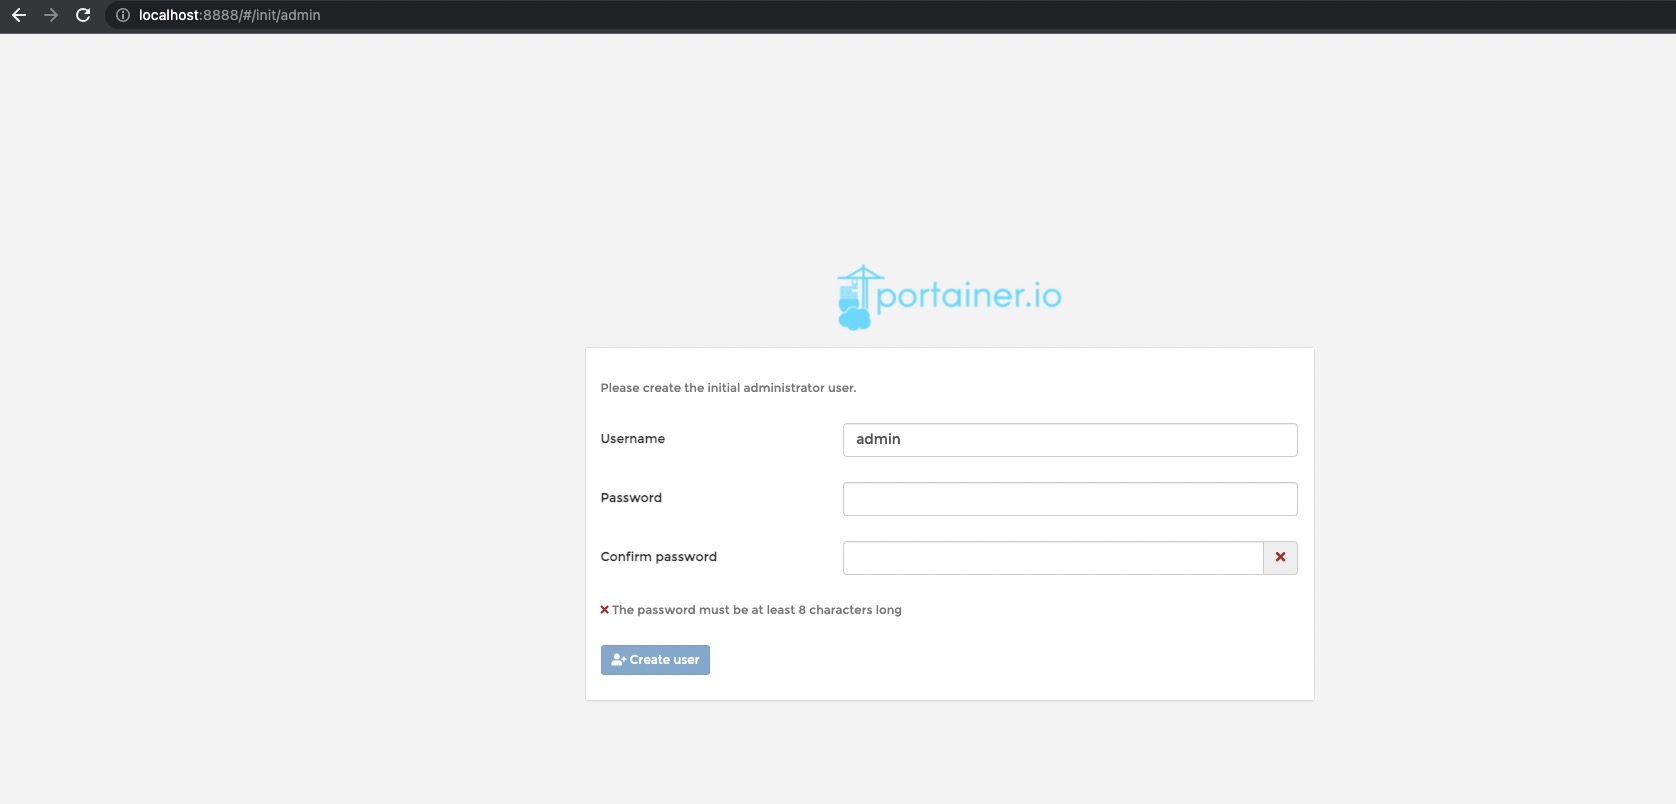 localhost:8888/#/init/admin
portainer.io
Please create the initial administrator user.
Username
admin
Password
Confirm password
The password must be at least 8 characters long
Create user